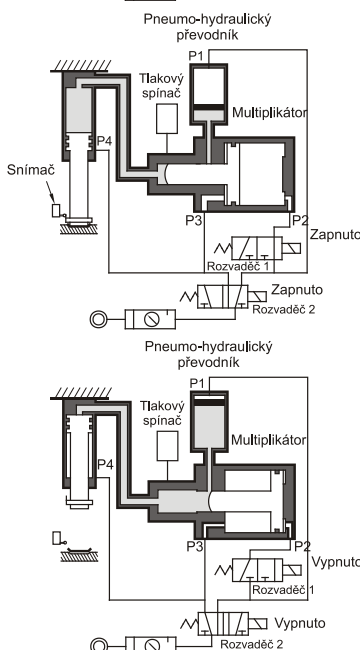 Pneumo-hydraulický
převodník
P1
Tlakový
spínač
Multiplikátor
P4
Snímač
P3
P2
Zapnuto
Rozvaděč 1
Zapnuto
Rozvaděč 2
Pneumo-hydraulický
převodník
P1
Tlakový
spínač
Multiplikátor
P4
P3
P2
Vypnuto
Rozvaděč 1
Vypnuto
Rozvaděč 2